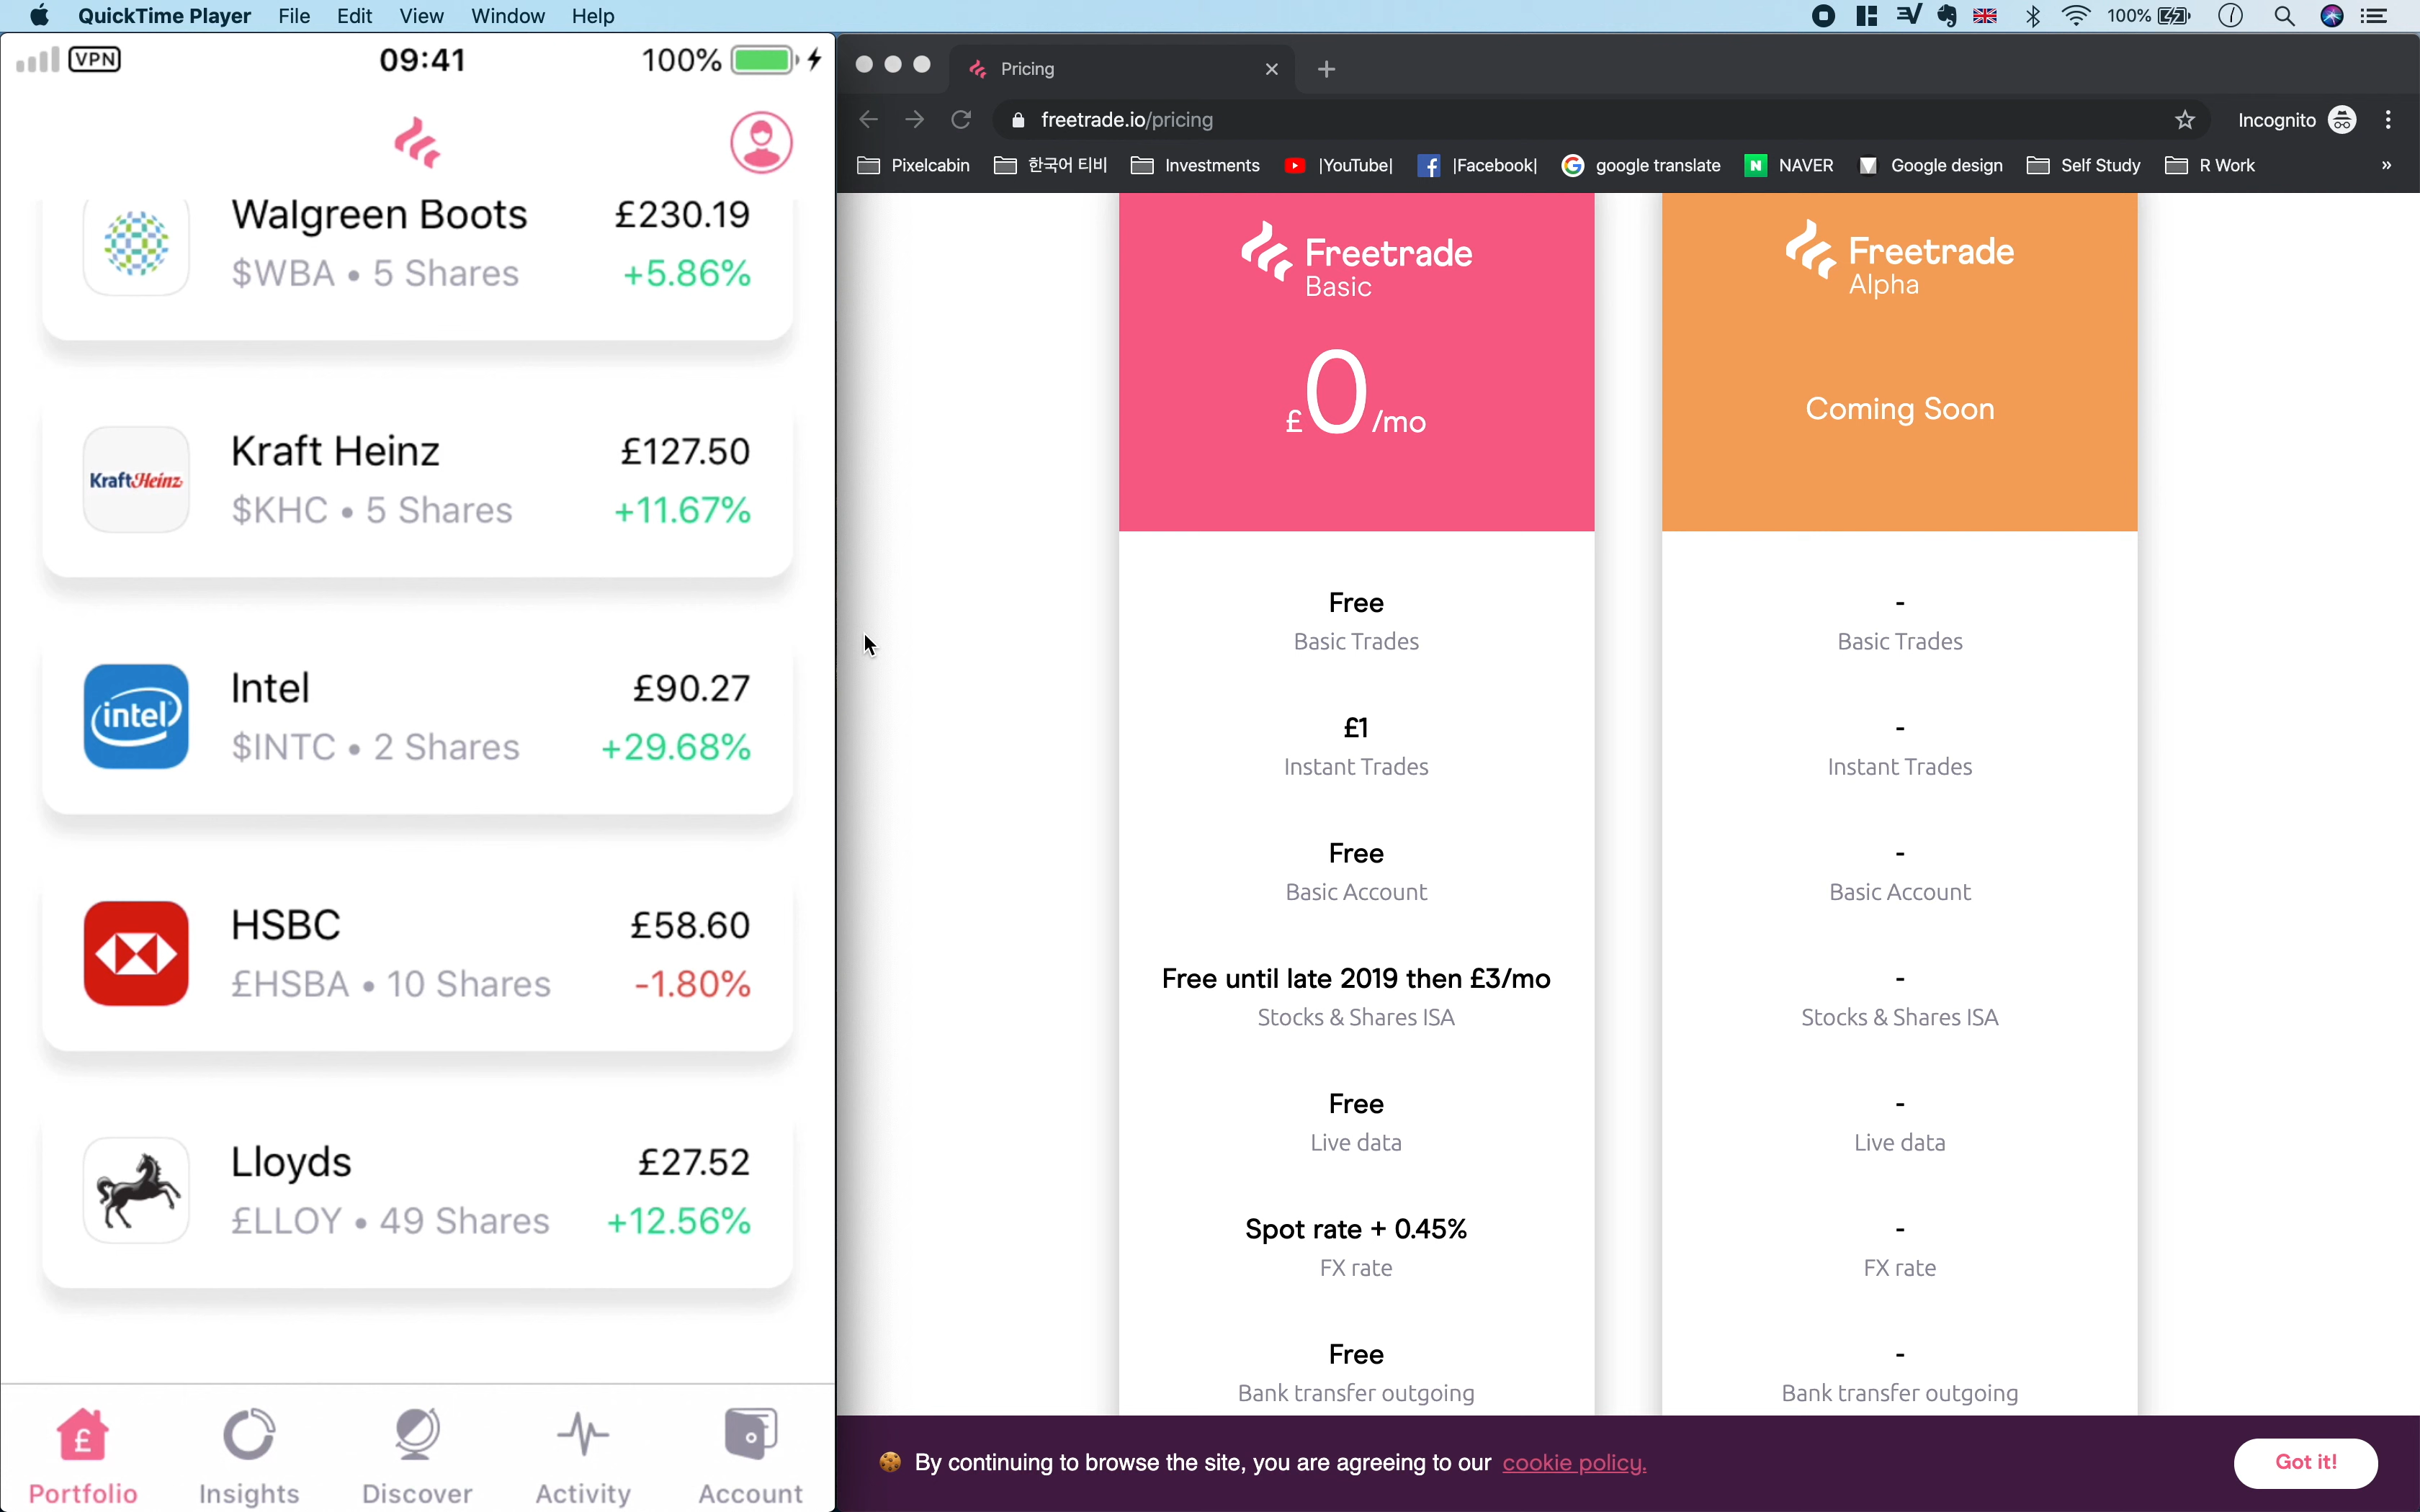 QuickTime Player File Edit View Window Help 100%
VPN 09:41 100%
Walgreen Boots £230.19
$WBA • 5 Shares +5.86%
KraftHeinz
Kraft Heinz £127.50
$KHC • 5 Shares +11.67%
intel
Intel £90.27
$INTC • 2 Shares +29.68%
HSBC £58.60
£HSBA • 10 Shares -1.80%
Lloyds £27.52
£LLOY • 49 Shares +12.56%
£
Portfolio Insights Discover Activity Account
Pricing
freetrade.io/pricing Incognito
Pixelcabin 한국어 티비 Investments |YouTube| |Facebook| google translate N NAVER Google design Self Study R Work »
Freetrade
Basic
£0/mo
Free
Basic Trades
£1
Instant Trades
Free
Basic Account
Free until late 2019 then £3/mo
Stocks & Shares ISA
Free
Live data
Spot rate + 0.45%
FX rate
Free
Bank transfer outgoing
Freetrade
Alpha
Coming Soon
-
Basic Trades
-
Instant Trades
-
Basic Account
-
Stocks & Shares ISA
-
Live data
-
FX rate
-
Bank transfer outgoing
By continuing to browse the site, you are agreeing to our cookie policy.
Got it!